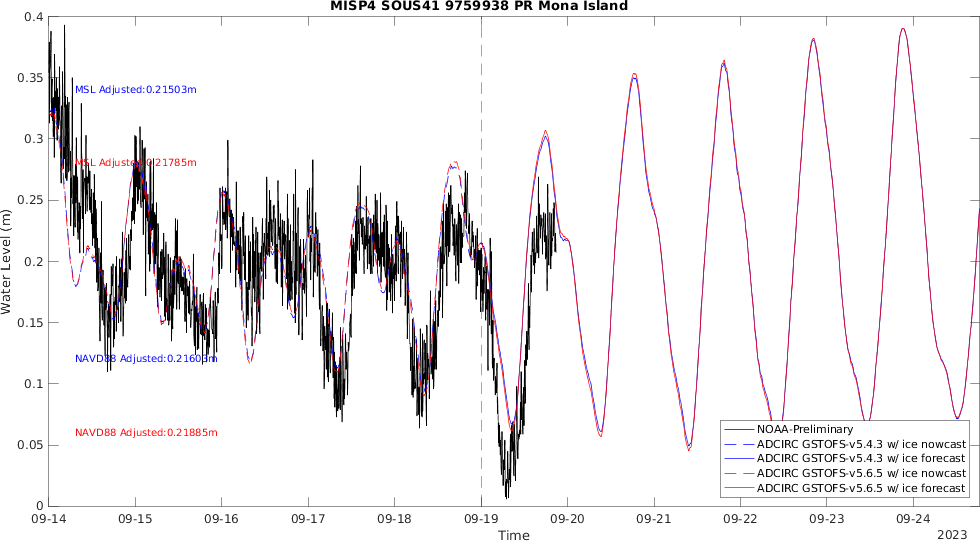 MISP4 SOUS41 9759938 PR Mona Island
0.4
0.35
0.3
0.25
0.2
0.15
0.1
0.05
0
Water Level (m)
MSL Adjusted:0.21503m
MSL Adjusted:0.21785m
NAVD88 Adjusted:0.21603m
NAVD88 Adjusted:0.21885m
NOAA-Preliminary
ADCIRC GSTOFS-v5.4.3 w/ ice nowcast
ADCIRC GSTOFS-v5.4.3 w/ ice forecast
ADCIRC GSTOFS-v5.6.5 w/ ice nowcast
ADCIRC GSTOFS-v5.6.5 w/ ice forecast
09-14 09-15 09-16 09-17 09-18 09-19 09-20 09-21 09-22 09-23 09-24
Time
2023